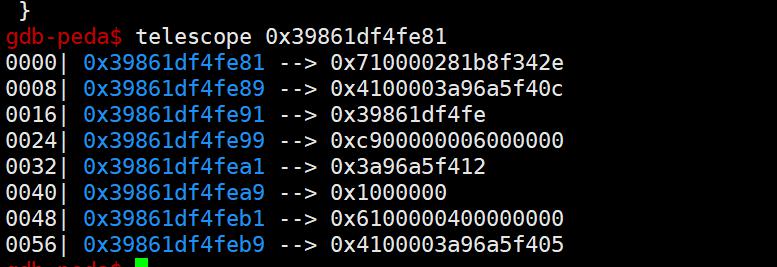 }
gdb-peda$ telescope 0x39861df4fe81
0000| 0x39861df4fe81 --> 0x710000281b8f342e
0008| 0x39861df4fe89 --> 0x4100003a96a5f40c
0016| 0x39861df4fe91 --> 0x39861df4fe
0024| 0x39861df4fe99 --> 0xc900000006000000
0032| 0x39861df4fea1 --> 0x3a96a5f412
0040| 0x39861df4fea9 --> 0x1000000
0048| 0x39861df4feb1 --> 0x6100000400000000
0056| 0x39861df4feb9 --> 0x4100003a96a5f405
gdb-peda$